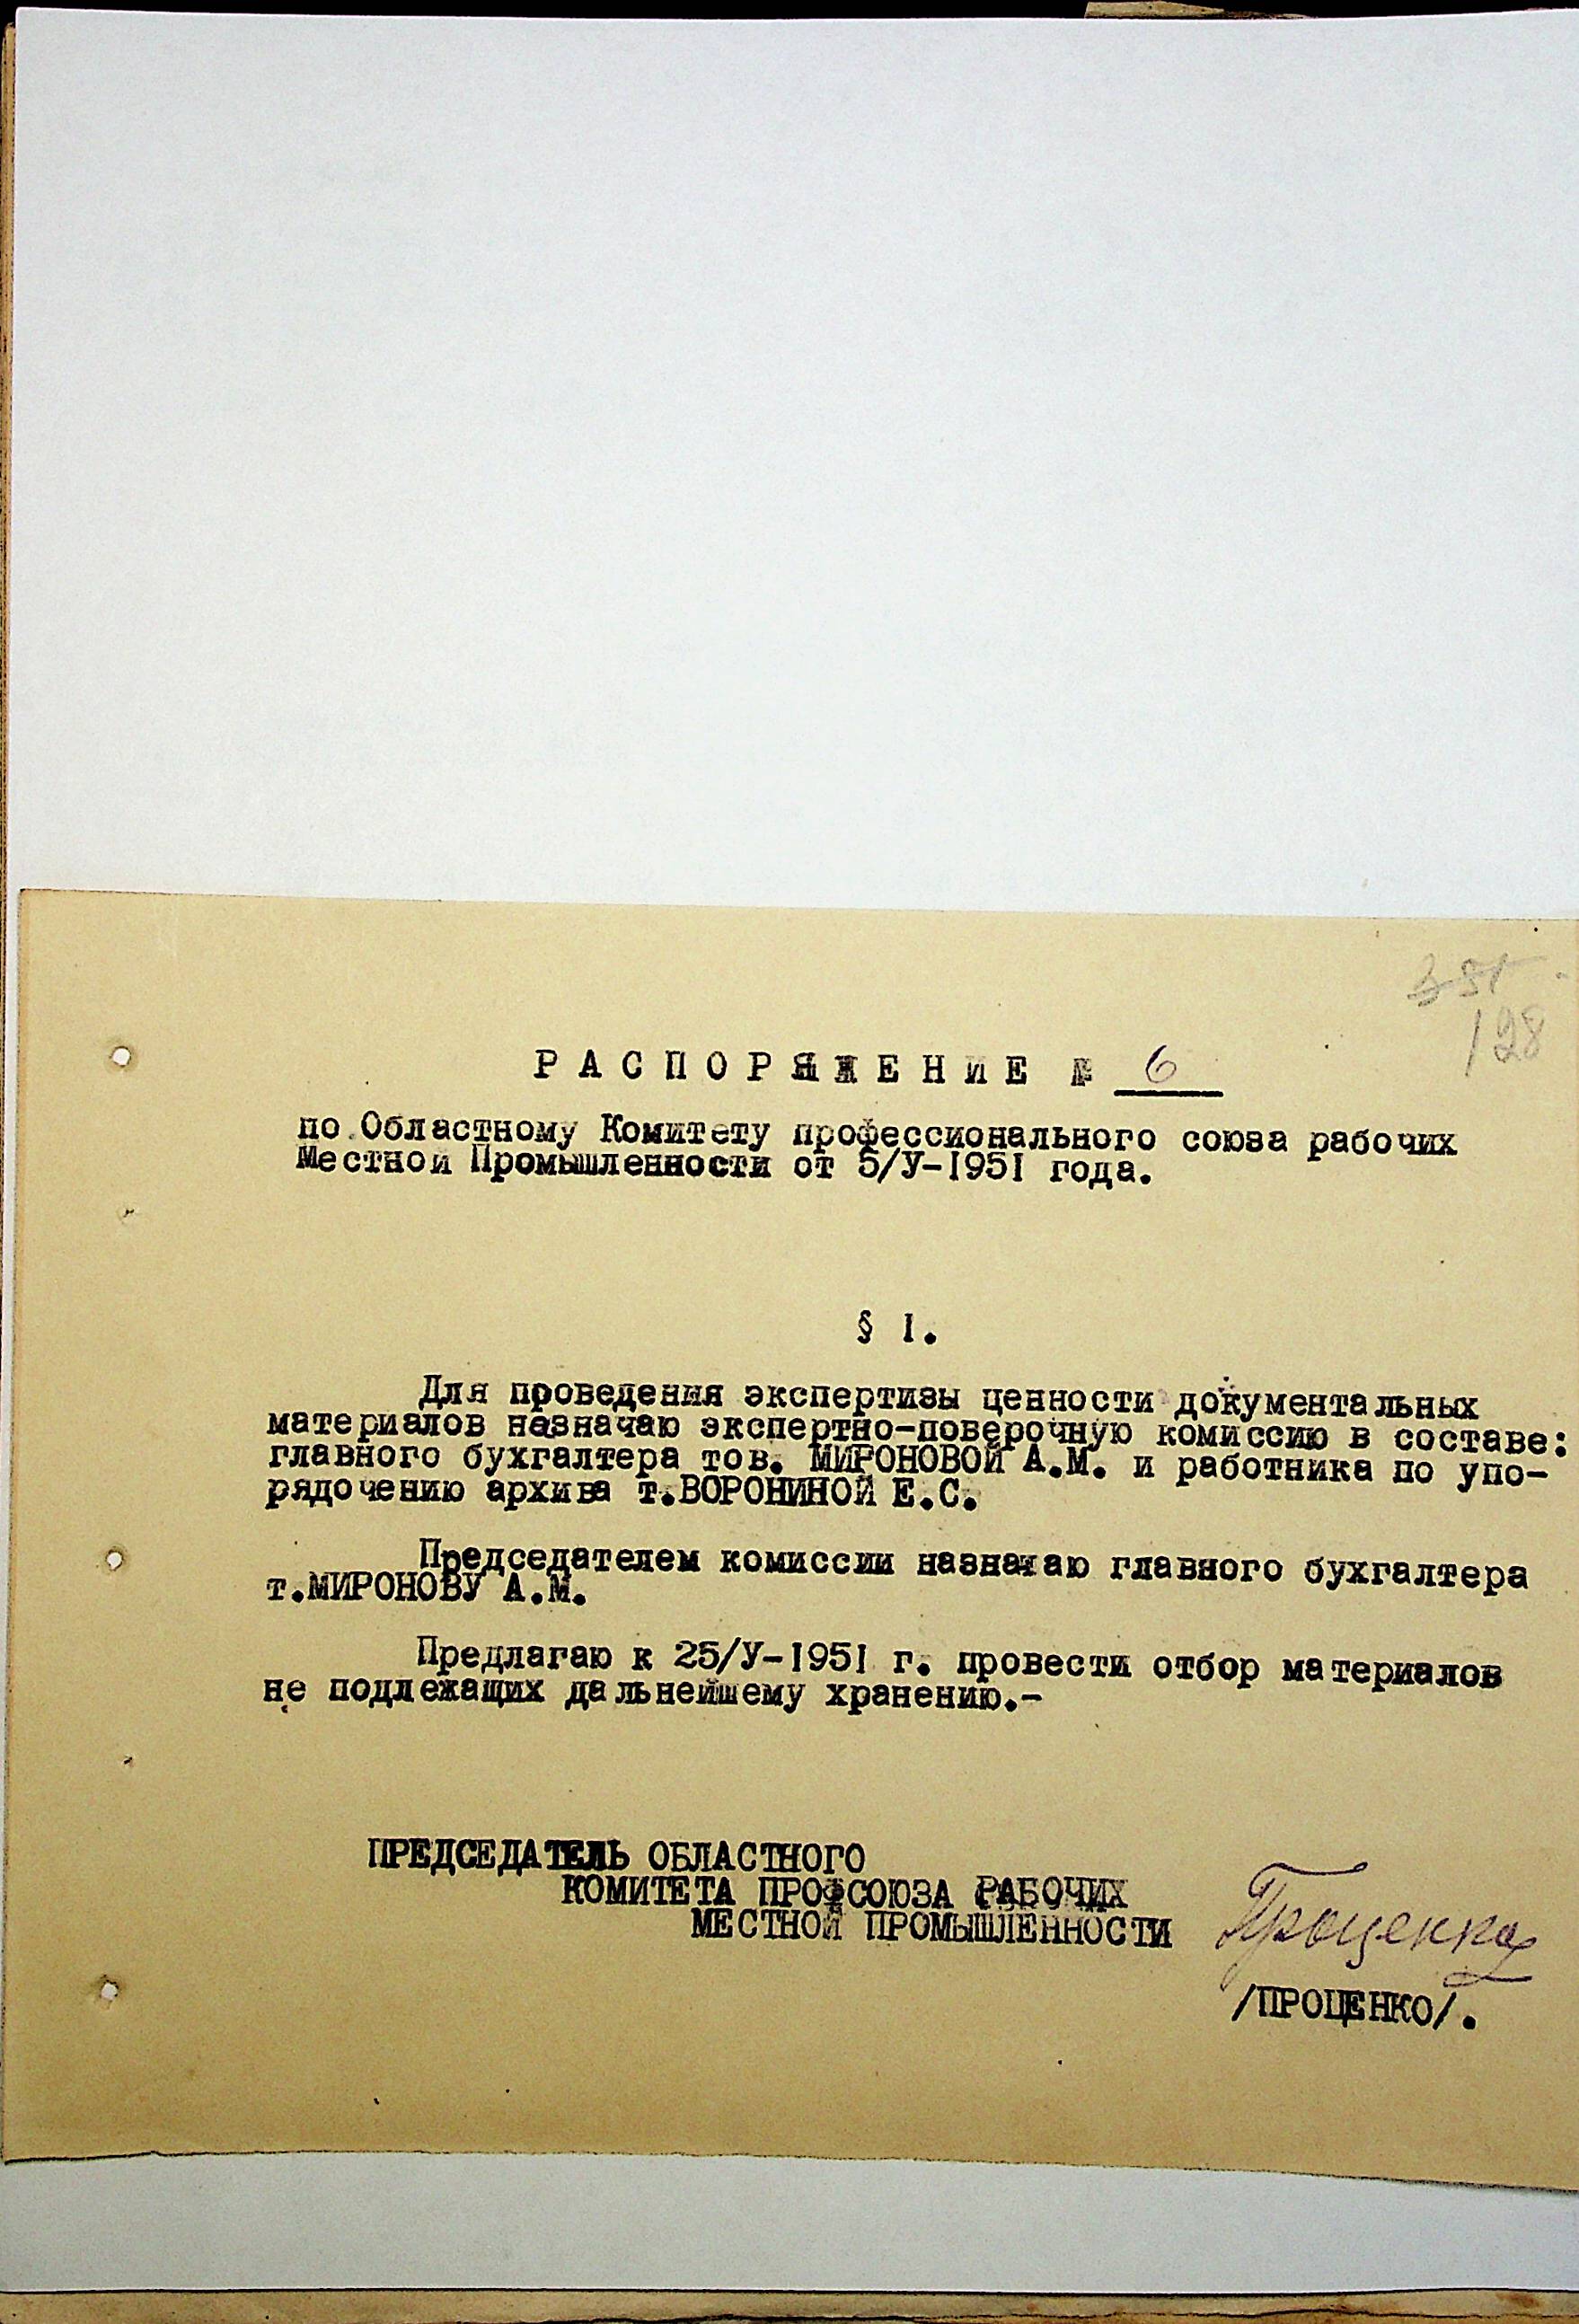 128
Р А С П О Р Я Ж Е Н И Е № 6
по Областному Комитету профессионального союза рабочих
Местной Промышленности от 5/У-1951 года.
§ 1.
Для проведения экспертизы ценности документальных
материалов назначаю экспертно-поверочную комиссию в составе:
главного бухгалтера тов. МИРОНОВОЙ А.М. и работника по упо-
рядочению архива т.ВОРОНИНОЙ Е.С.
Председателем комиссии назначаю главного бухгалтера
т.МИРОНОВУ А.М.
Предлагаю к 25/У-1951 г. провести отбор материалов
не подлежащих дальнейшему хранению.-
ПРЕДСЕДАТЕЛЬ ОБЛАСТНОГО
КОМИТЕТА ПРОФСОЮЗА РАБОЧИХ
МЕСТНОЙ ПРОМЫШЛЕННОСТИ Проценко
/ПРОЦЕНКО/.